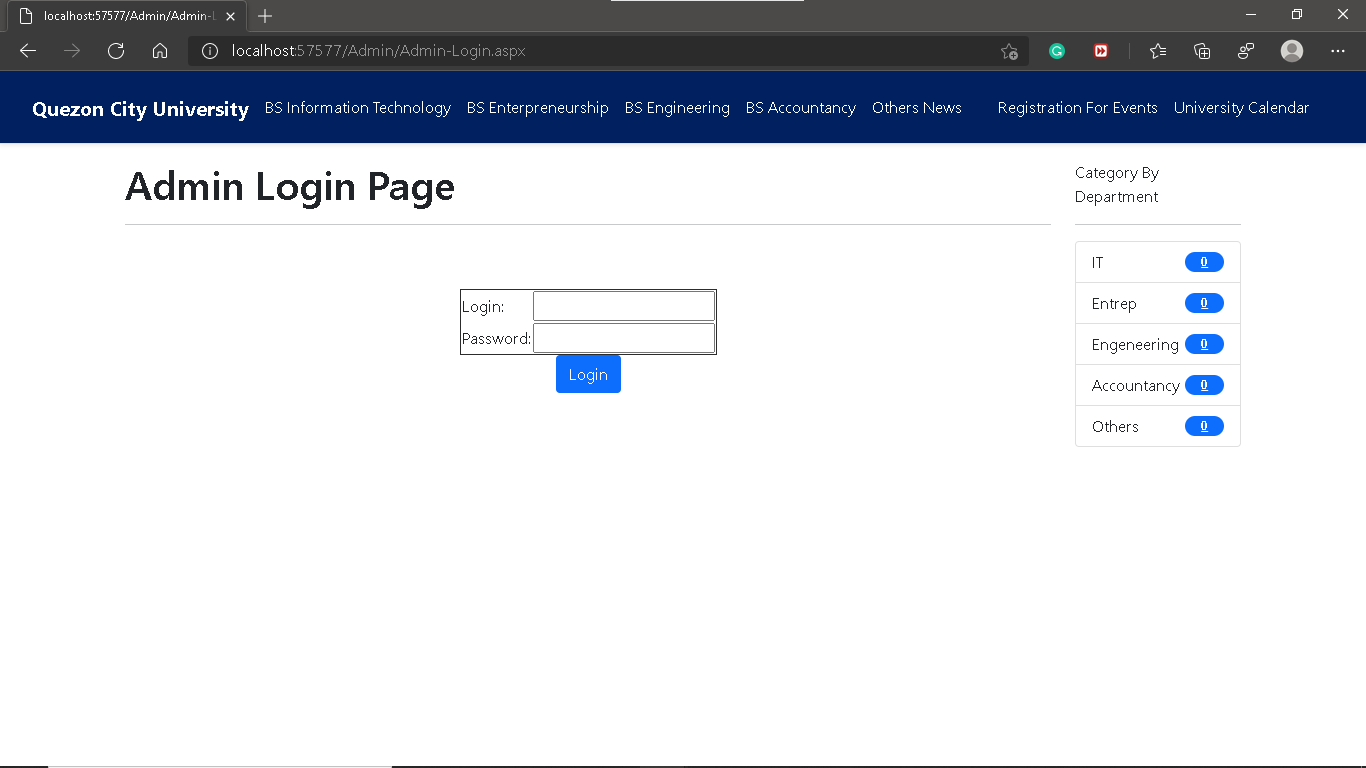 localhost:57577/Admin/Admin-L
localhost:57577/Admin/Admin-Login.aspx
Quezon City University BS Information Technology BS Enterpreneurship BS Engineering BS Accountancy Others News Registration For Events University Calendar
Admin Login Page
Category By
Department
Login:
Password:
Login
IT 0
Entrep 0
Engeneering 0
Accountancy 0
Others 0